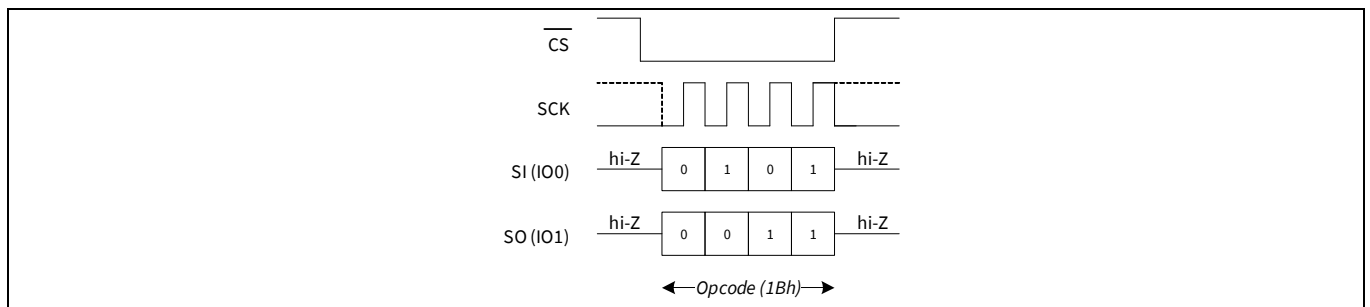 CS
SCK
hi-Z hi-Z
SI (IO0) 0 1 0 1
hi-Z hi-Z
SO (IO1) 0 0 1 1
Opcode (1Bh)